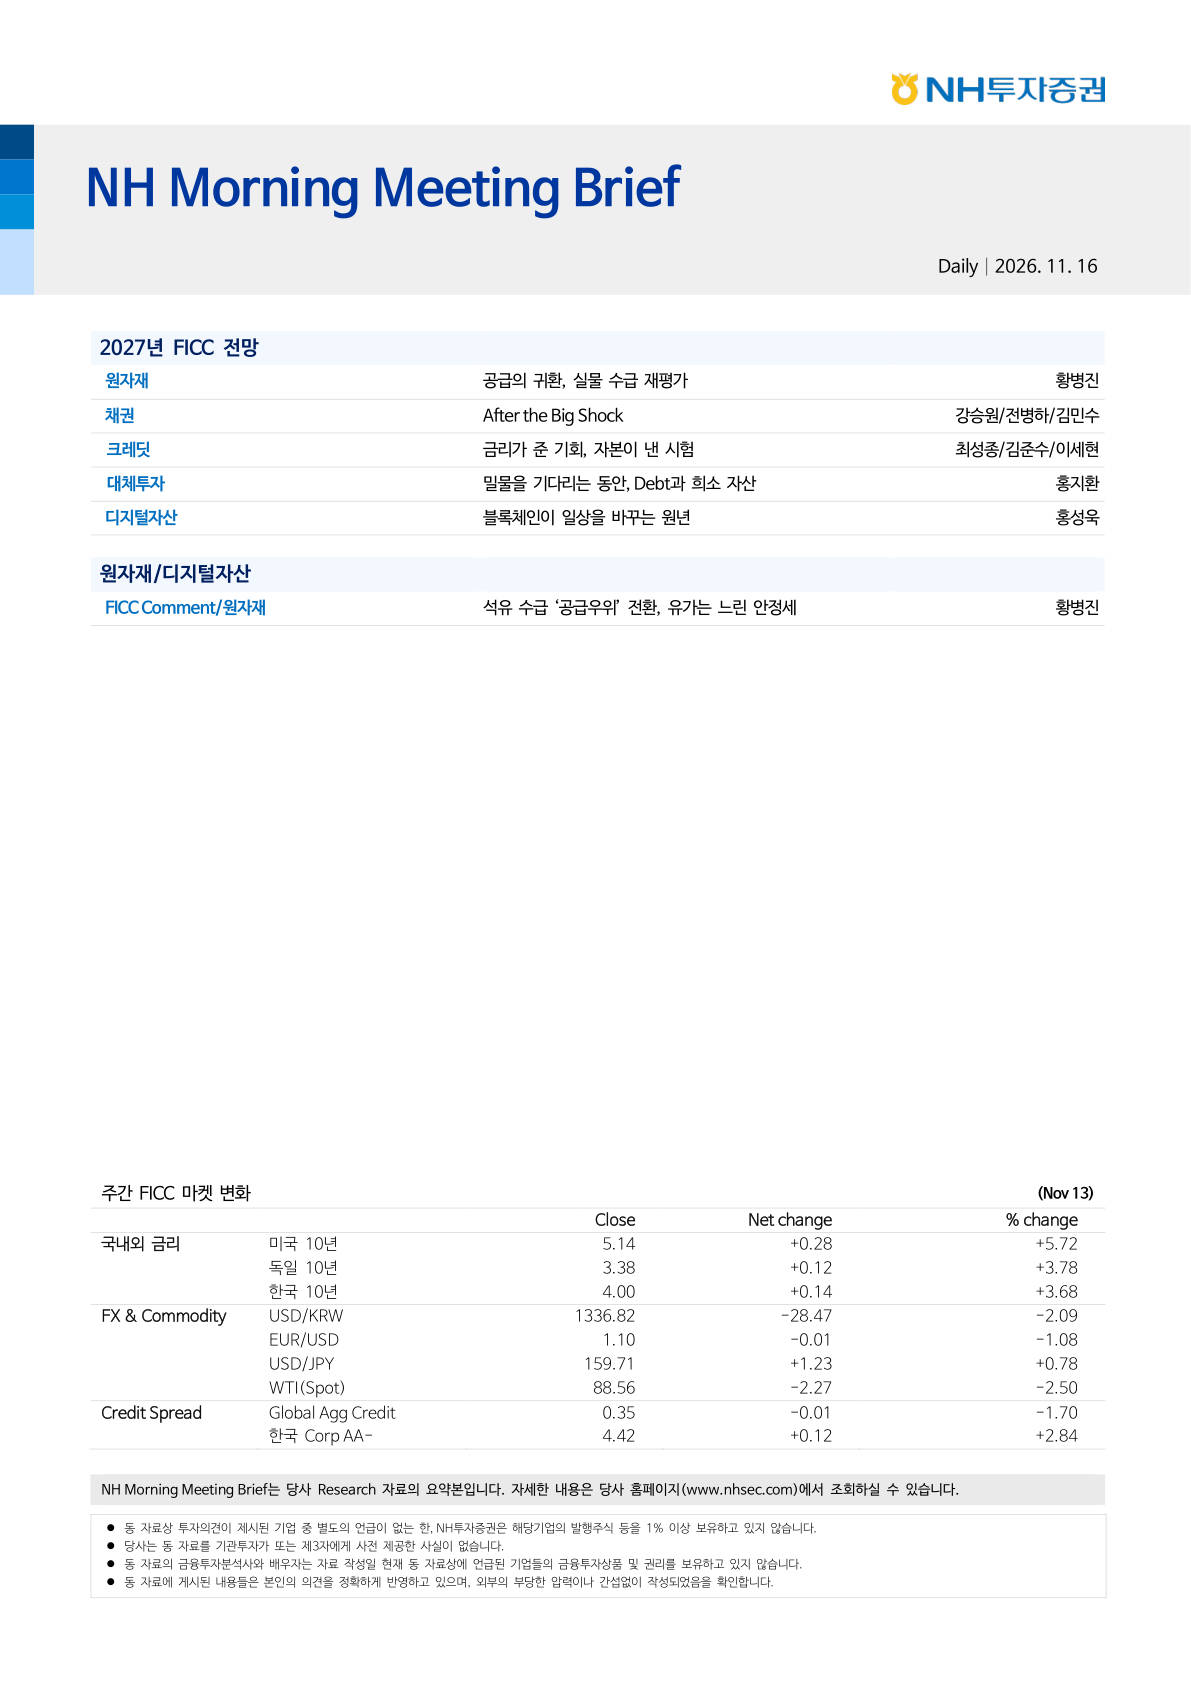 NH투자증권
NH Morning Meeting Brief
Daily | 2026. 11. 16
2027년 FICC 전망
원자재 공급의 귀환, 실물 수급 재평가 황병진
채권 After the Big Shock 강승원/전병하/김민수
크레딧 금리가 준 기회, 자본이 낸 시험 최성종/김준수/이세현
대체투자 밀물을 기다리는 동안, Debt과 희소 자산 홍지환
디지털자산 블록체인이 일상을 바꾸는 원년 홍성욱
원자재/디지털자산
FICC Comment/원자재 석유 수급 ‘공급우위’ 전환, 유가는 느린 안정세 황병진
주간 FICC 마켓 변화 (Nov 13)
Close Net change % change
국내외 금리 미국 10년 5.14 +0.28 +5.72
독일 10년 3.38 +0.12 +3.78
한국 10년 4.00 +0.14 +3.68
FX & Commodity USD/KRW 1336.82 -28.47 -2.09
EUR/USD 1.10 -0.01 -1.08
USD/JPY 159.71 +1.23 +0.78
WTI(Spot) 88.56 -2.27 -2.50
Credit Spread Global Agg Credit 0.35 -0.01 -1.70
한국 Corp AA- 4.42 +0.12 +2.84
NH Morning Meeting Brief는 당사 Research 자료의 요약본입니다. 자세한 내용은 당사 홈페이지(www.nhsec.com)에서 조회하실 수 있습니다.
● 동 자료상 투자의견이 제시된 기업 중 별도의 언급이 없는 한, NH투자증권은 해당기업의 발행주식 등을 1% 이상 보유하고 있지 않습니다.
● 당사는 동 자료를 기관투자가 또는 제3자에게 사전 제공한 사실이 없습니다.
● 동 자료의 금융투자분석사와 배우자는 자료 작성일 현재 동 자료상에 언급된 기업들의 금융투자상품 및 권리를 보유하고 있지 않습니다.
● 동 자료에 게시된 내용들은 본인의 의견을 정확하게 반영하고 있으며, 외부의 부당한 압력이나 간섭없이 작성되었음을 확인합니다.